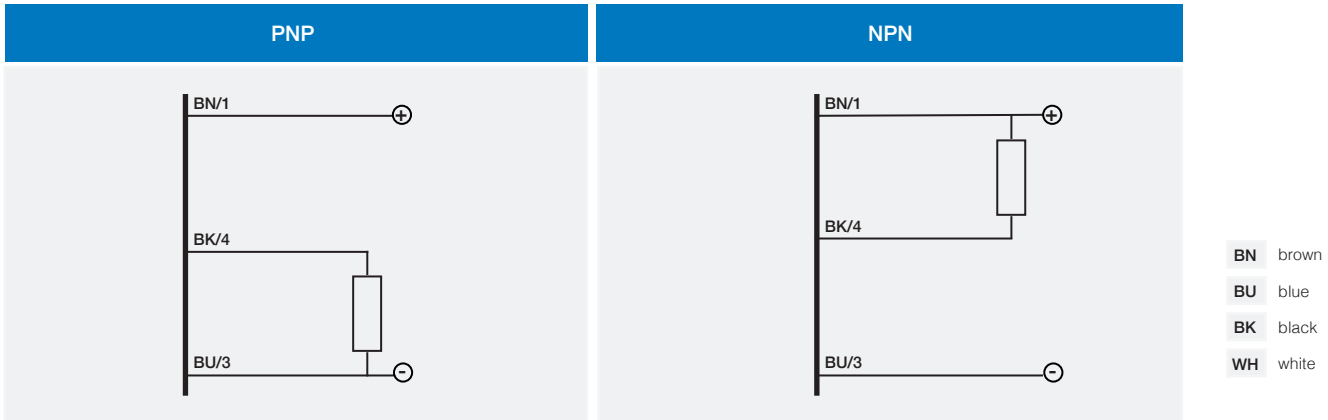 PNP
BN/1
+
BK/4
BU/3
-
NPN
BN/1
+
BK/4
BU/3
-
BN brown
BU blue
BK black
WH white